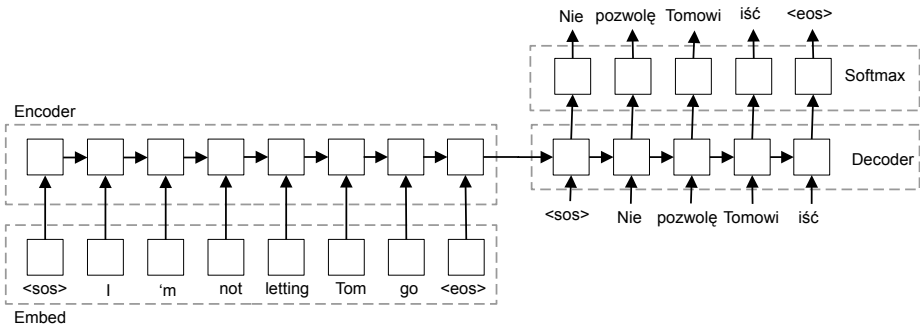 Nie pozwolę Tomowi iść <eos>
Softmax
Encoder
Decoder
<sos> Nie pozwolę Tomowi iść
<sos> I ‘m not letting Tom go <eos>
Embed